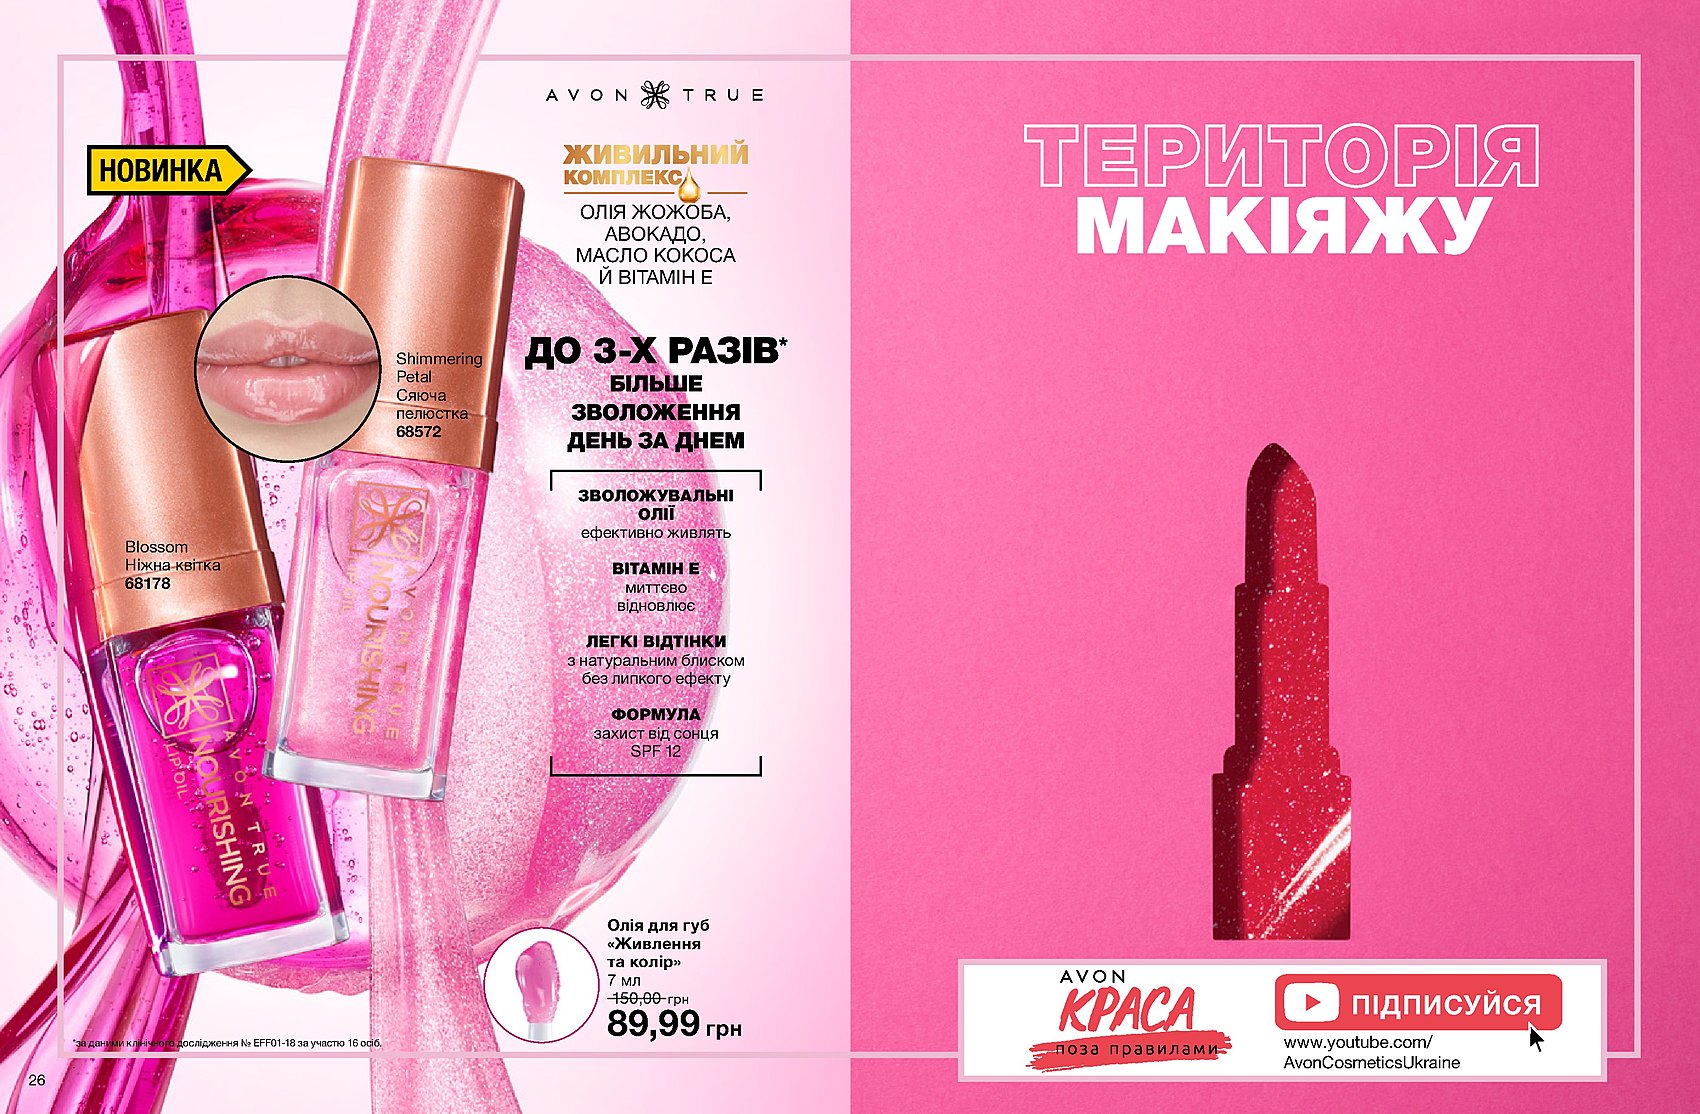 AVON TRUE
НОВИНКА
ЖИВИЛЬНИЙ
КОМПЛЕКС
ОЛІЯ ЖОЖОБА,
АВОКАДО,
МАСЛО КОКОСА
Й ВІТАМІН Е
ДО 3-Х РАЗІВ*
БІЛЬШЕ
ЗВОЛОЖЕННЯ
ДЕНЬ ЗА ДНЕМ
Shimmering
Petal
Сяюча
пелюстка
68572
Blossom
Ніжна квітка
68178
ЗВОЛОЖУВАЛЬНІ
ОЛІЇ
ефективно живлять
ВІТАМІН Е
миттєво
відновлює
ЛЕГКІ ВІДТІНКИ
з натуральним блиском
без липкого ефекту
ФОРМУЛА
захист від сонця
SPF 12
AVON TRUE
NOURISHING
LIP OIL
AVON TRUE
NOURISHING
LIP OIL
Олія для губ
«Живлення
та колір»
7 мл
150,00 грн
89,99 грн
*за даними клінічного дослідження № EFF01-18 за участю 16 осіб.
26
ТЕРИТОРІЯ
МАКІЯЖУ
AVON
КРАСА
поза правилами
ПІДПИСУЙСЯ
www.youtube.com/
AvonCosmeticsUkraine